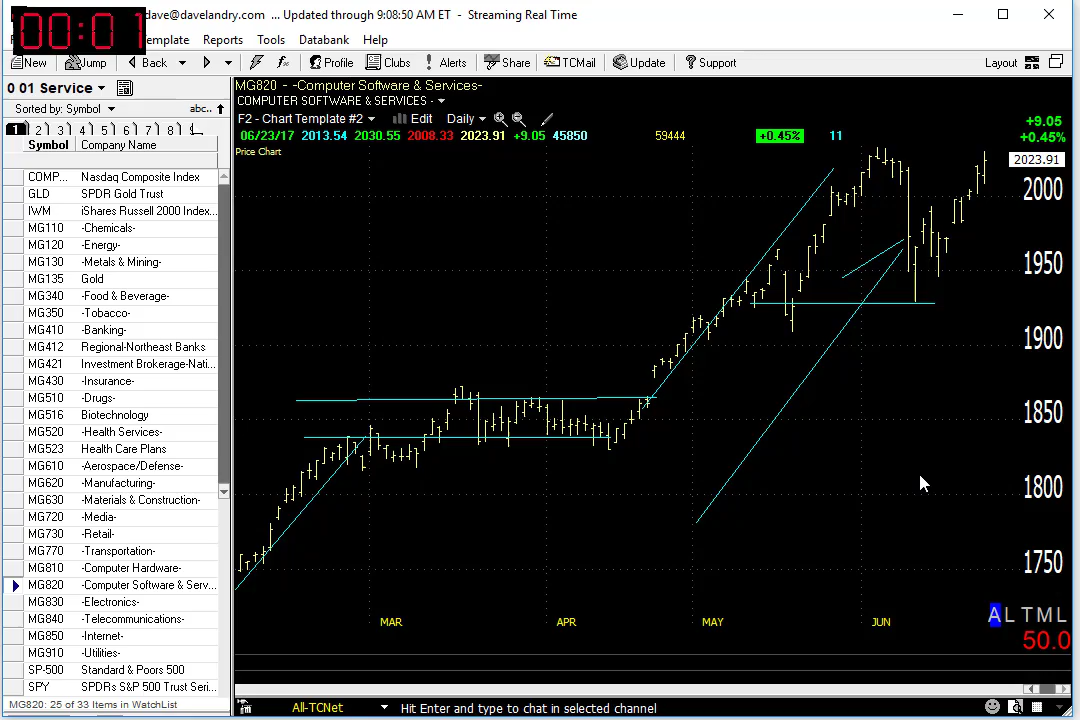 00:01
dave@davelandry.com ... Updated through 9:08:50 AM ET - Streaming Real Time
emplate Reports Tools Databank Help
New Jump Back Profile Clubs Alerts Share TCMail Update Support Layout
0 01 Service
Sorted by: Symbol abc..
1 2 3 4 5 6 7 8
Symbol Company Name
COMP... Nasdaq Composite Index
GLD SPDR Gold Trust
IWM iShares Russell 2000 Index...
MG110 -Chemicals-
MG120 -Energy-
MG130 -Metals & Mining-
MG135 Gold
MG340 -Food & Beverage-
MG350 -Tobacco-
MG410 -Banking-
MG412 Regional-Northeast Banks
MG421 Investment Brokerage-Nati...
MG430 -Insurance-
MG510 -Drugs-
MG516 Biotechnology
MG520 -Health Services-
MG523 Health Care Plans
MG610 -Aerospace/Defense-
MG620 -Manufacturing-
MG630 -Materials & Construction-
MG720 -Media-
MG730 -Retail-
MG770 -Transportation-
MG810 -Computer Hardware-
MG820 -Computer Software & Serv...
MG830 -Electronics-
MG840 -Telecommunications-
MG850 -Internet-
MG910 -Utilities-
SP-500 Standard & Poors 500
SPY SPDRs S&P 500 Trust Seri...
MG820: 25 of 33 Items in WatchList
MG820 - -Computer Software & Services-
COMPUTER SOFTWARE & SERVICES -
F2 - Chart Template #2 Edit Daily
06/23/17 2013.54 2030.55 2008.33 2023.91 +9.05 45850 59444 +0.45% 11
Price Chart
+9.05
+0.45%
2023.91
2000
1950
1900
1850
1800
1750
MAR APR MAY JUN
A L T M L
50.0
All-TCNet Hit Enter and type to chat in selected channel